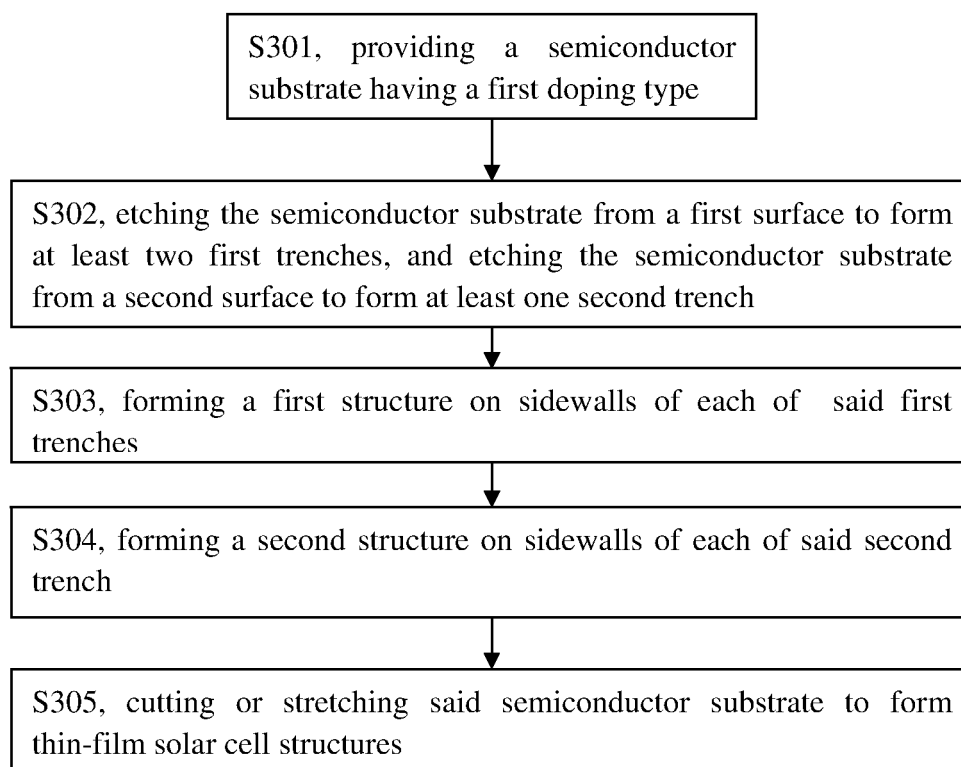 S301, providing a semiconductor
substrate having a first doping type
S302, etching the semiconductor substrate from a first surface to form
at least two first trenches, and etching the semiconductor substrate
from a second surface to form at least one second trench
S303, forming a first structure on sidewalls of each of said first
trenches
S304, forming a second structure on sidewalls of each of said second
trench
S305, cutting or stretching said semiconductor substrate to form
thin-film solar cell structures